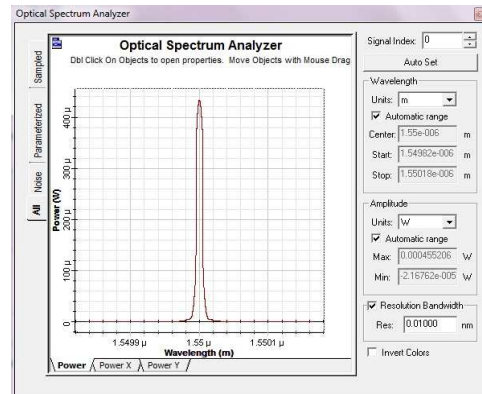 Optical Spectrum Analyzer
Optical Spectrum Analyzer
Dbl Click On Objects to open properties. Move Objects with Mouse Drag
Sampled
Parameterized
Noise
All
Power (W)
400 µ
300 µ
200 µ
100 µ
0
1.5499 µ
1.55 µ
1.5501 µ
Wavelength (m)
Power
Power X
Power Y
Signal Index: 0
Auto Set
Wavelength
Units: m
Automatic range
Center: 1.55e-006 m
Start: 1.54982e-006 m
Stop: 1.55018e-006 m
Amplitude
Units: W
Automatic range
Max: 0.000455206 W
Min: -2.16762e-005 W
Resolution Bandwidth
Res: 0.01000 nm
Invert Colors